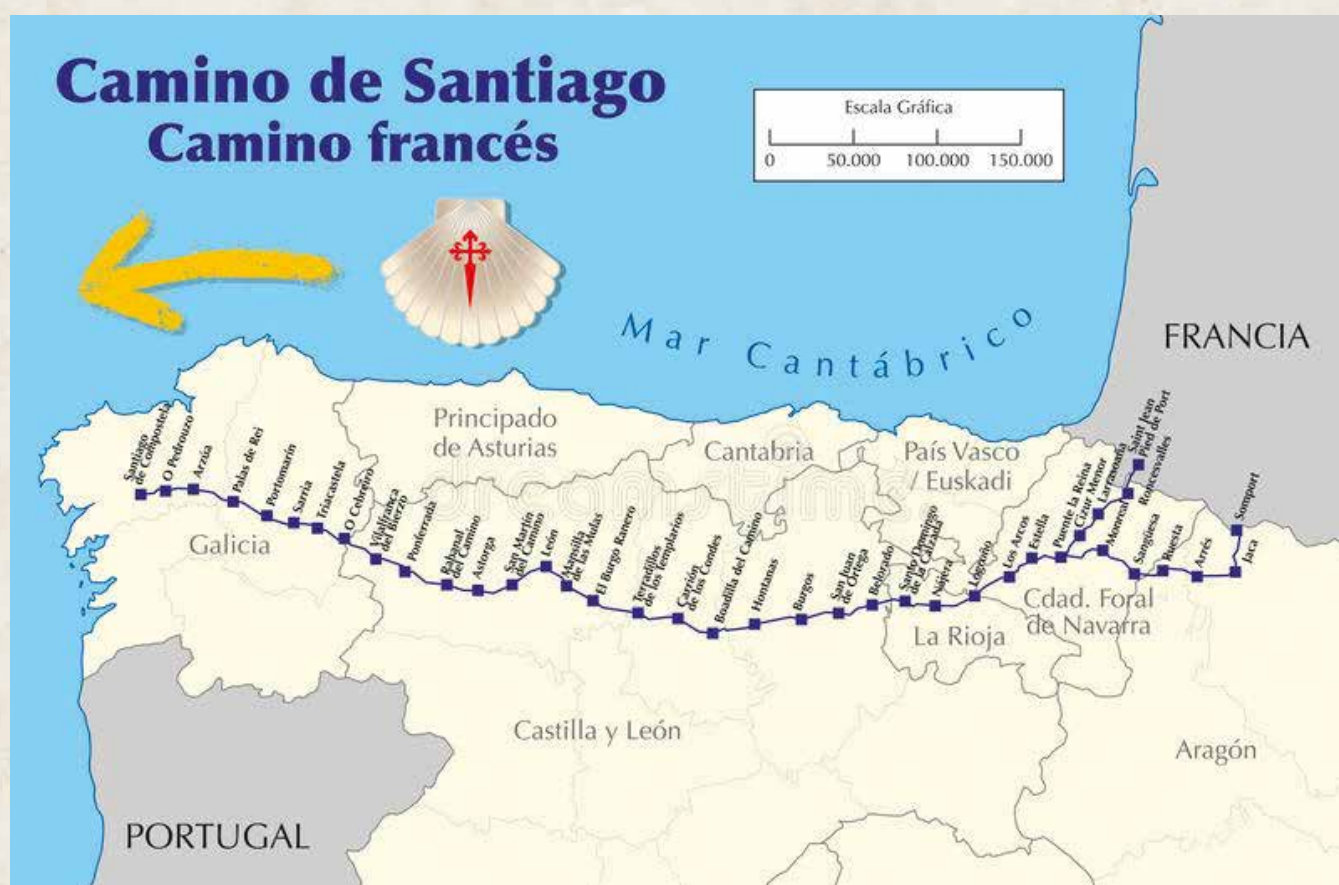 Camino de Santiago
Camino francés
Escala Gráfica
0 50.000 100.000 150.000
Mar Cantábrico
FRANCIA
Principado
de Asturias
Cantabria
País Vasco
/ Euskadi
Galicia
Cdad. Foral
de Navarra
La Rioja
Castilla y León
Aragón
PORTUGAL
Santiago
de Compostela
O Pedrouzo
Arzúa
Palas de Rei
Portomarín
Sarria
Triacastela
O Cebreiro
Villafranca
del Bierzo
Ponferrada
Rabanal
del Camino
Astorga
San Martín
del Camino
León
Mansilla
de las Mulas
El Burgo Ranero
Terradillos
de los Templarios
Carrión
de los Condes
Boadilla del Camino
Hontanas
Burgos
San Juan
de Ortega
Belorado
Santo Domingo
de la Calzada
Nájera
Logroño
Los Arcos
Estella
Puente la Reina
Cizur Menor
Larrasoaña
Roncesvalles
Saint Jean
Pied de Port
Monreal
Sangüesa
Ruesta
Arrés
Jaca
Somport
dreamstime